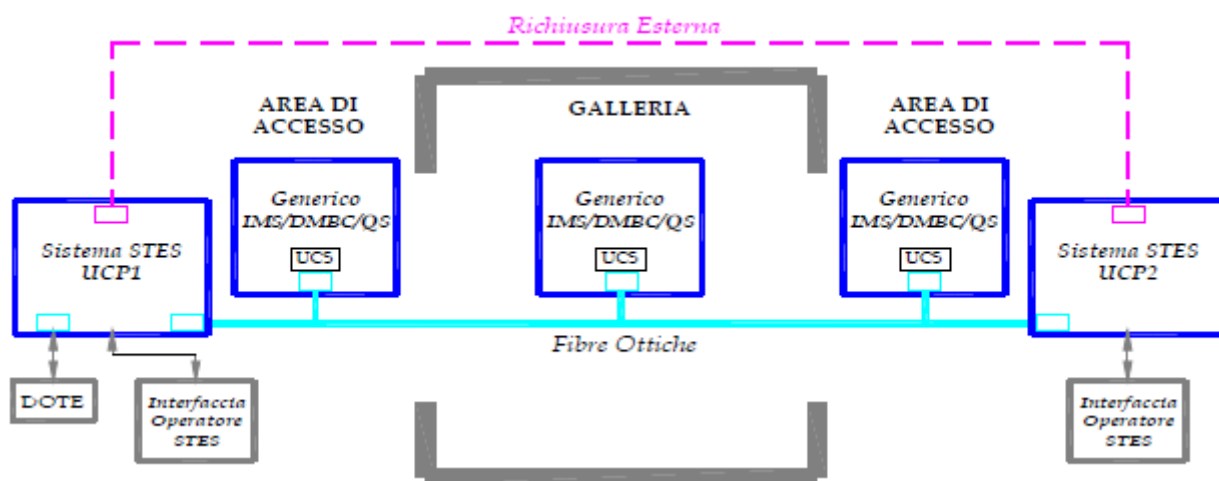 Richiusura Esterna
AREA DI
ACCESSO
GALLERIA
AREA DI
ACCESSO
Generico
IMS/DMBC/QS
UCS
Generico
IMS/DMBC/QS
UCS
Generico
IMS/DMBC/QS
UCS
Sistema STES
UCP1
Sistema STES
UCP2
Fibre Ottiche
DOTE
Interfaccia
Operatore
STES
Interfaccia
Operatore
STES